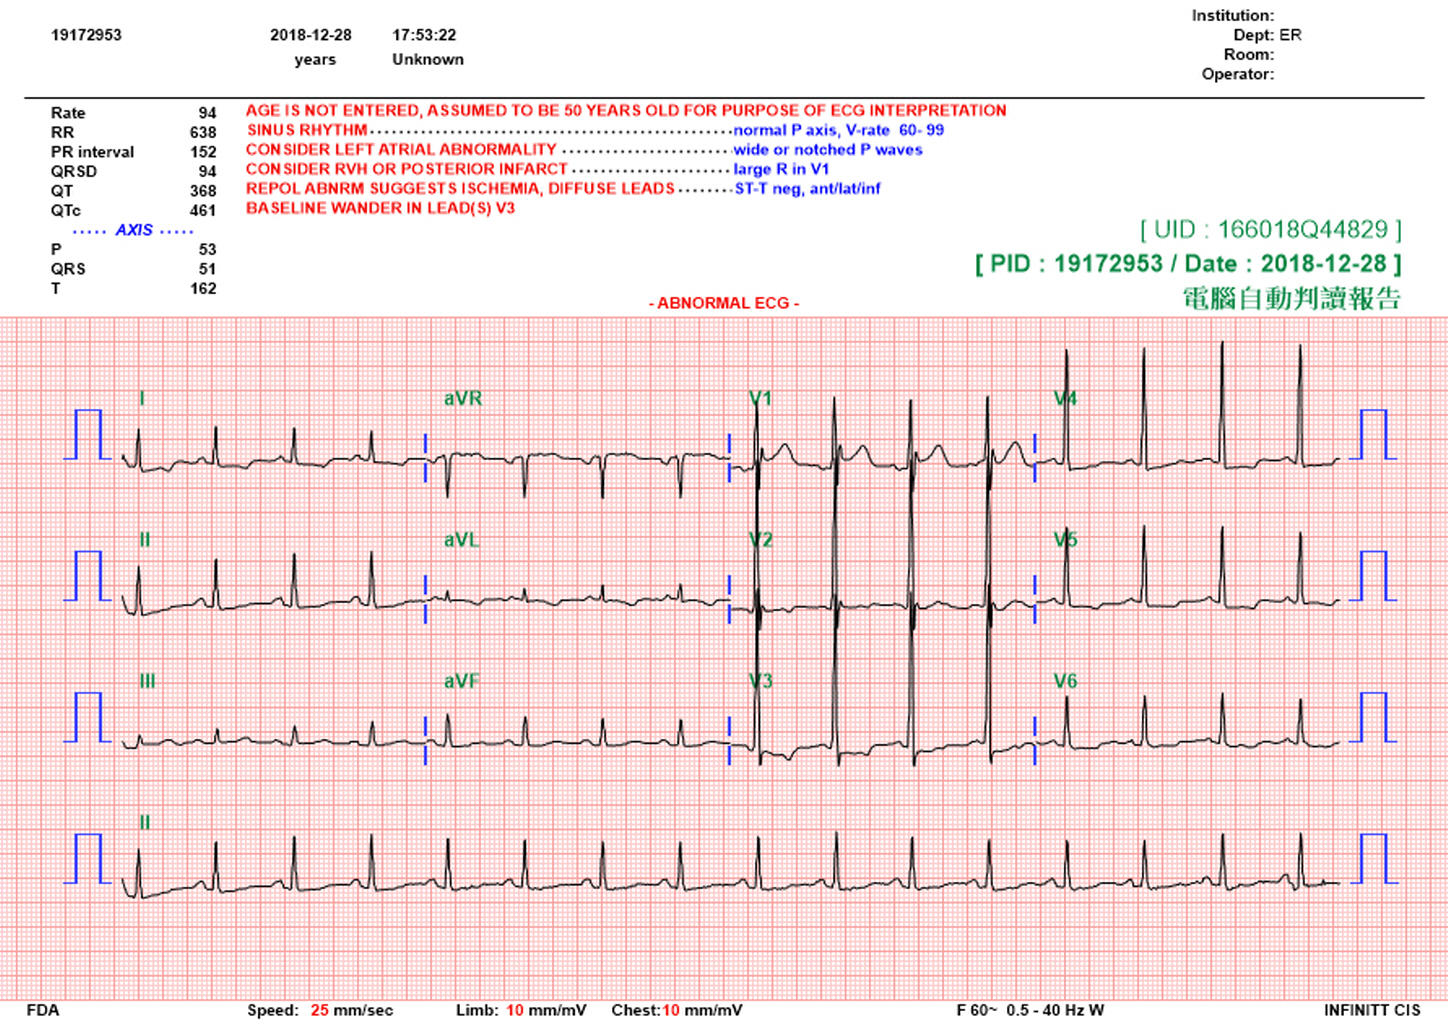 Institution:
19172953 2018-12-28 17:53:22 Dept: ER
years Unknown Room:
Operator:
Rate 94 AGE IS NOT ENTERED, ASSUMED TO BE 50 YEARS OLD FOR PURPOSE OF ECG INTERPRETATION
RR 638 SINUS RHYTHM normal P axis, V-rate 60- 99
PR interval 152 CONSIDER LEFT ATRIAL ABNORMALITY wide or notched P waves
QRSD 94 CONSIDER RVH OR POSTERIOR INFARCT large R in V1
QT 368 REPOL ABNRM SUGGESTS ISCHEMIA, DIFFUSE LEADS ST-T neg, ant/lat/inf
QTc 461 BASELINE WANDER IN LEAD(S) V3
..... AXIS .....
[ UID : 166018Q44829 ]
P 53
QRS 51 [ PID : 19172953 / Date : 2018-12-28 ]
T 162 電腦自動判讀報告
- ABNORMAL ECG -
I aVR V1 V4
II aVL V2 V5
III aVF V3 V6
II
FDA Speed: 25 mm/sec Limb: 10 mm/mV Chest:10 mm/mV F 60~ 0.5 - 40 Hz W INFINITT CIS